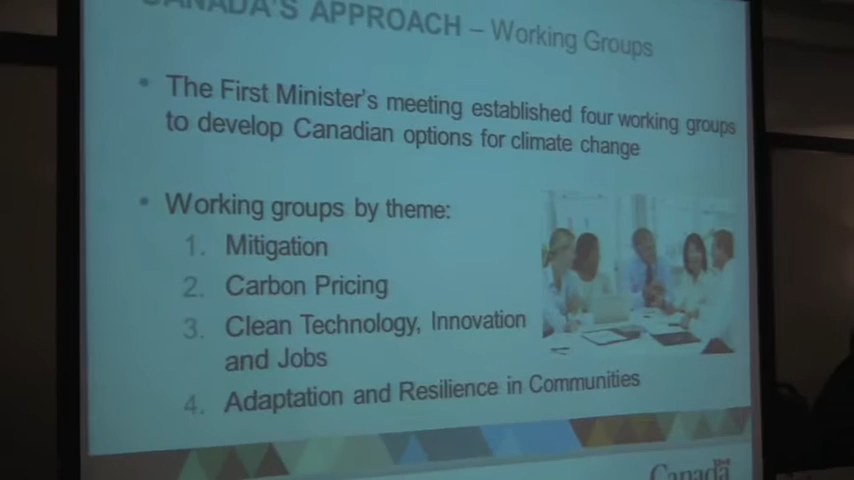 CANADA'S APPROACH – Working Groups
• The First Minister's meeting established four working groups
to develop Canadian options for climate change
• Working groups by theme:
1. Mitigation
2. Carbon Pricing
3. Clean Technology, Innovation
and Jobs
4. Adaptation and Resilience in Communities
Canada